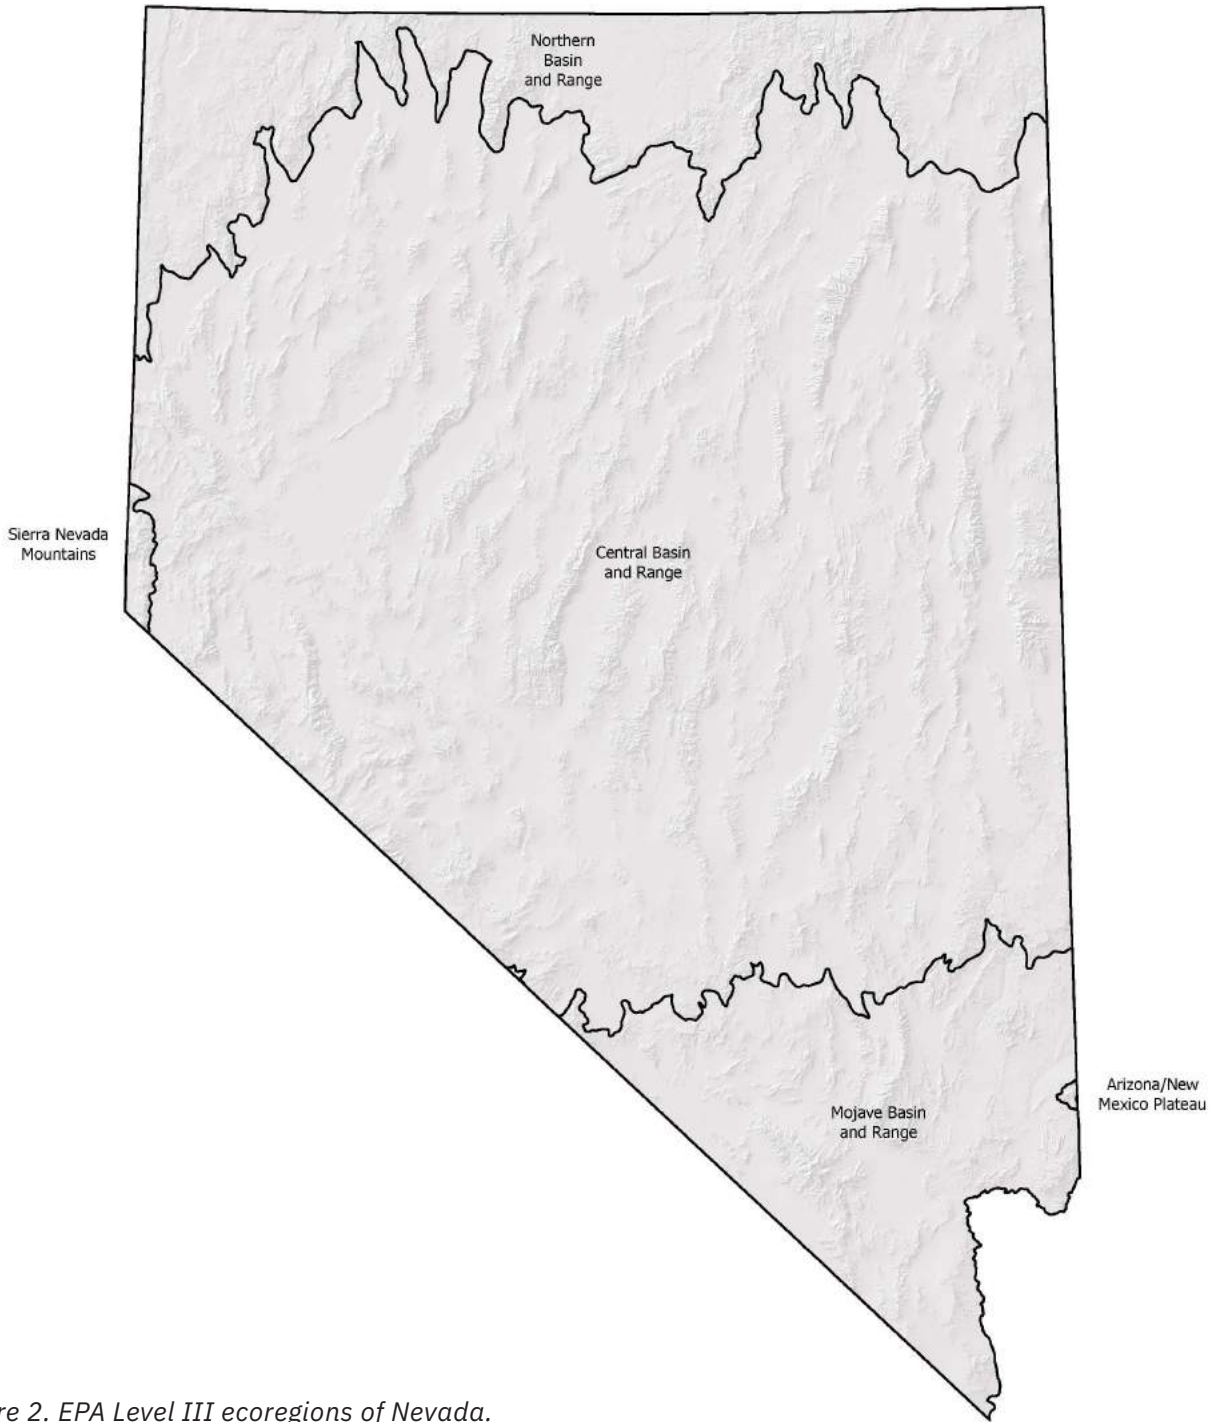 Northern
Basin
and Range
Sierra Nevada
Mountains
Central Basin
and Range
Arizona/New
Mexico Plateau
Mojave Basin
and Range
re 2. EPA Level III ecoregions of Nevada.